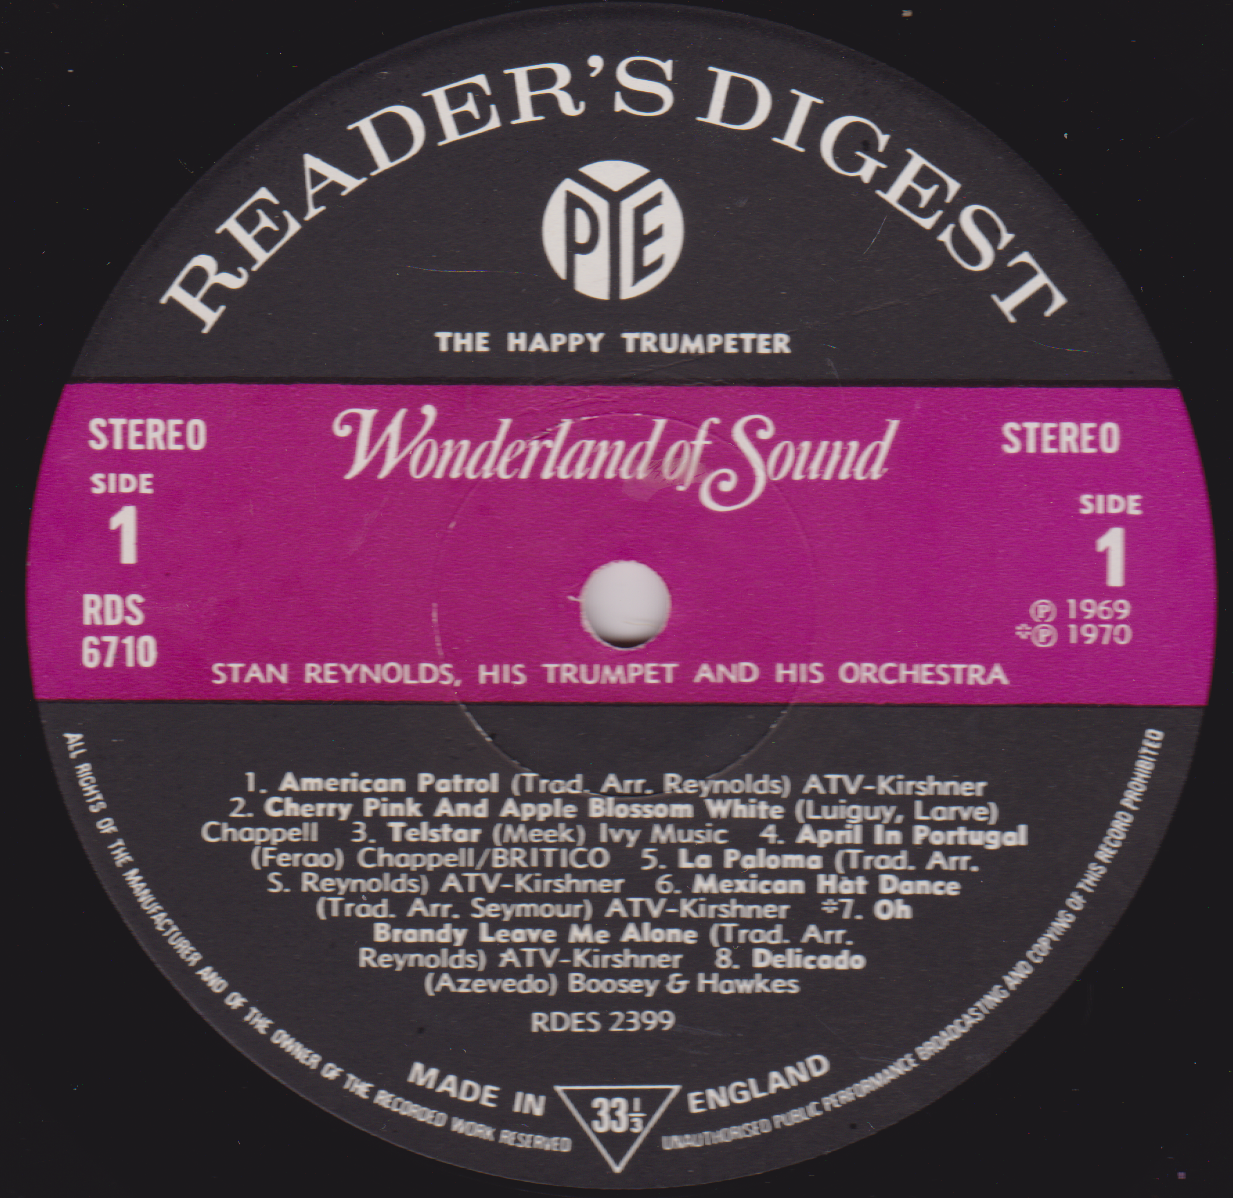 READER'S DIGEST
PYE
THE HAPPY TRUMPETER
STEREO
Wonderland of Sound
STEREO
SIDE
1
SIDE
1
RDS
6710
℗ 1969
*℗ 1970
STAN REYNOLDS, HIS TRUMPET AND HIS ORCHESTRA
1. American Patrol (Trad. Arr. Reynolds) ATV-Kirshner
2. Cherry Pink And Apple Blossom White (Luiguy, Larve)
Chappell 3. Telstar (Meek) Ivy Music 4. April In Portugal
(Ferao) Chappell/BRITICO 5. La Paloma (Trad. Arr.
S. Reynolds) ATV-Kirshner 6. Mexican Hat Dance
(Trad. Arr. Seymour) ATV-Kirshner *7. Oh
Brandy Leave Me Alone (Trad. Arr.
Reynolds) ATV-Kirshner 8. Delicado
(Azevedo) Boosey & Hawkes
RDES 2399
MADE IN ENGLAND
33⅓
ALL RIGHTS OF THE MANUFACTURER AND OF THE OWNER OF THE RECORDED WORK RESERVED
UNAUTHORISED PUBLIC PERFORMANCE BROADCASTING AND COPYING OF THIS RECORD PROHIBITED